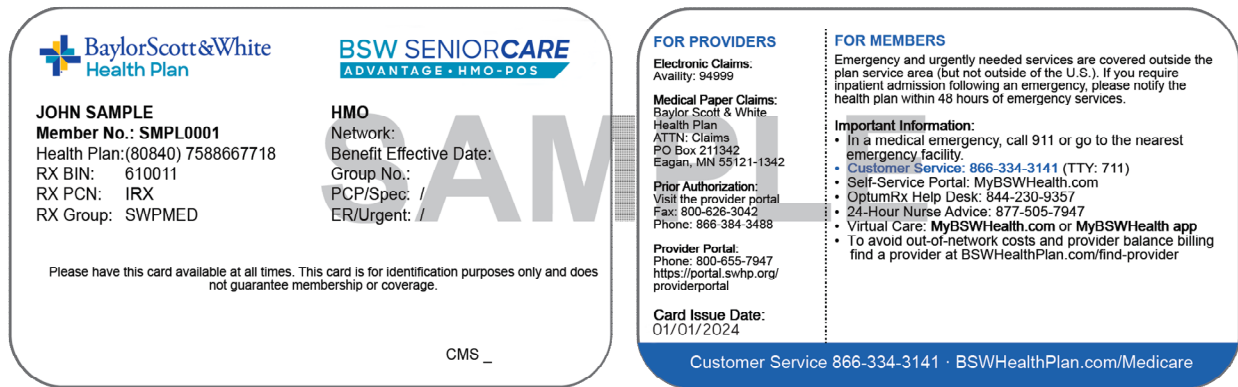 BaylorScott&White
Health Plan
BSW SENIORCARE
ADVANTAGE · HMO-POS
JOHN SAMPLE
Member No.: SMPL0001
Health Plan:(80840) 7588667718
RX BIN: 610011
RX PCN: IRX
RX Group: SWPMED
HMO
Network:
Benefit Effective Date:
Group No.:
PCP/Spec: /
ER/Urgent: /
Please have this card available at all times. This card is for identification purposes only and does
not guarantee membership or coverage.
CMS _
SAMPLE
FOR PROVIDERS
Electronic Claims:
Availity: 94999
Medical Paper Claims:
Baylor Scott & White
Health Plan
ATTN: Claims
PO Box 211342
Eagan, MN 55121-1342
Prior Authorization:
Visit the provider portal
Fax: 800-626-3042
Phone: 866-384-3488
Provider Portal:
Phone: 800-655-7947
https://portal.swhp.org/
providerportal
Card Issue Date:
01/01/2024
FOR MEMBERS
Emergency and urgently needed services are covered outside the
plan service area (but not outside of the U.S.). If you require
inpatient admission following an emergency, please notify the
health plan within 48 hours of emergency services.
Important Information:
• In a medical emergency, call 911 or go to the nearest
emergency facility.
• Customer Service: 866-334-3141 (TTY: 711)
• Self-Service Portal: MyBSWHealth.com
• OptumRx Help Desk: 844-230-9357
• 24-Hour Nurse Advice: 877-505-7947
• Virtual Care: MyBSWHealth.com or MyBSWHealth app
• To avoid out-of-network costs and provider balance billing
find a provider at BSWHealthPlan.com/find-provider
Customer Service 866-334-3141 · BSWHealthPlan.com/Medicare